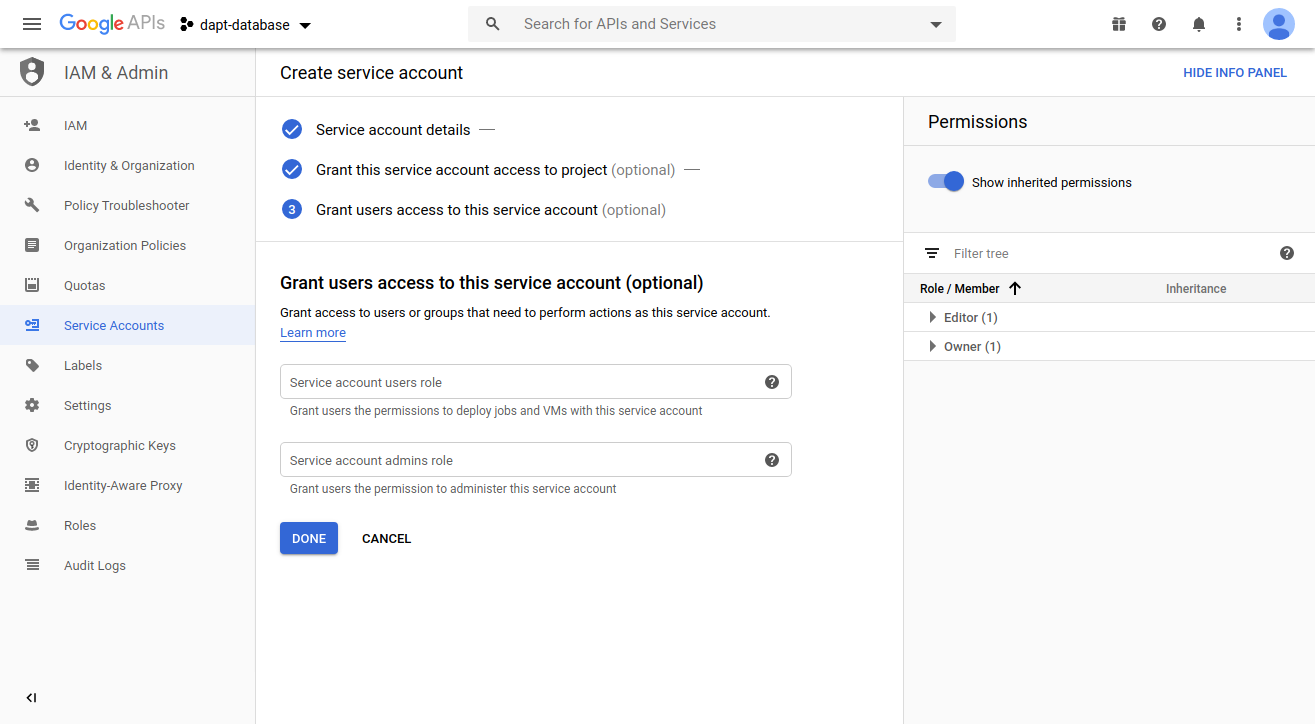 Google APIs
dapt-database
Search for APIs and Services
IAM & Admin
Create service account
HIDE INFO PANEL
IAM
Identity & Organization
Policy Troubleshooter
Organization Policies
Quotas
Service Accounts
Labels
Settings
Cryptographic Keys
Identity-Aware Proxy
Roles
Audit Logs
Service account details —
Grant this service account access to project (optional) —
3 Grant users access to this service account (optional)
Grant users access to this service account (optional)
Grant access to users or groups that need to perform actions as this service account.
Learn more
Service account users role
Grant users the permissions to deploy jobs and VMs with this service account
Service account admins role
Grant users the permission to administer this service account
DONE CANCEL
Permissions
Show inherited permissions
Filter tree
Role / Member Inheritance
Editor (1)
Owner (1)